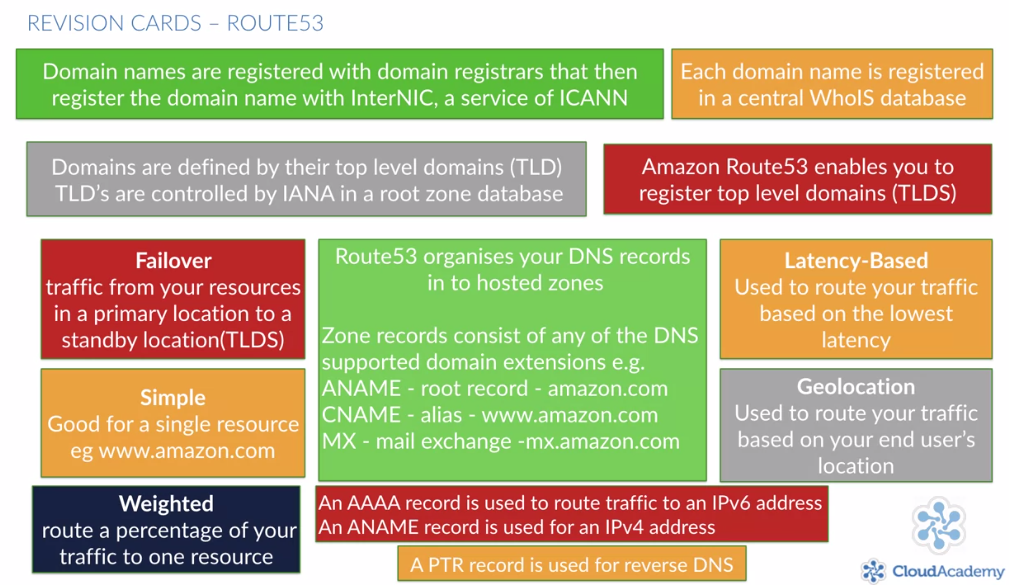 REVISION CARDS – ROUTE53
Domain names are registered with domain registrars that then
register the domain name with InterNIC, a service of ICANN
Each domain name is registered
in a central WhoIS database
Domains are defined by their top level domains (TLD)
TLD's are controlled by IANA in a root zone database
Amazon Route53 enables you to
register top level domains (TLDS)
Failover
traffic from your resources
in a primary location to a
standby location(TLDS)
Route53 organises your DNS records
in to hosted zones
Zone records consist of any of the DNS
supported domain extensions e.g.
ANAME - root record - amazon.com
CNAME - alias - www.amazon.com
MX - mail exchange -mx.amazon.com
Latency-Based
Used to route your traffic
based on the lowest
latency
Simple
Good for a single resource
eg www.amazon.com
Geolocation
Used to route your traffic
based on your end user's
location
Weighted
route a percentage of your
traffic to one resource
An AAAA record is used to route traffic to an IPv6 address
An ANAME record is used for an IPv4 address
A PTR record is used for reverse DNS
CloudAcademy